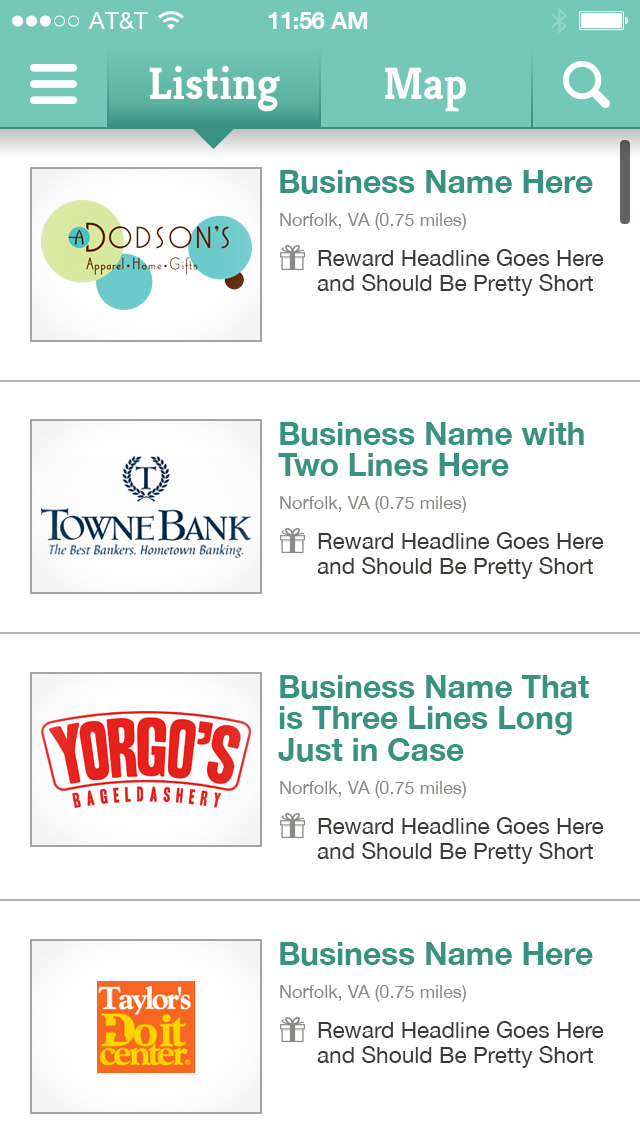 AT&T 11:56 AM
Listing Map
A DODSON'S
Apparel • Home • Gifts
Business Name Here
Norfolk, VA (0.75 miles)
Reward Headline Goes Here
and Should Be Pretty Short
T
TOWNEBANK
The Best Bankers. Hometown Banking.
Business Name with
Two Lines Here
Norfolk, VA (0.75 miles)
Reward Headline Goes Here
and Should Be Pretty Short
YORGO'S
BAGELDASHERY
Business Name That
is Three Lines Long
Just in Case
Norfolk, VA (0.75 miles)
Reward Headline Goes Here
and Should Be Pretty Short
Taylor's
Do it
center®
Business Name Here
Norfolk, VA (0.75 miles)
Reward Headline Goes Here
and Should Be Pretty Short